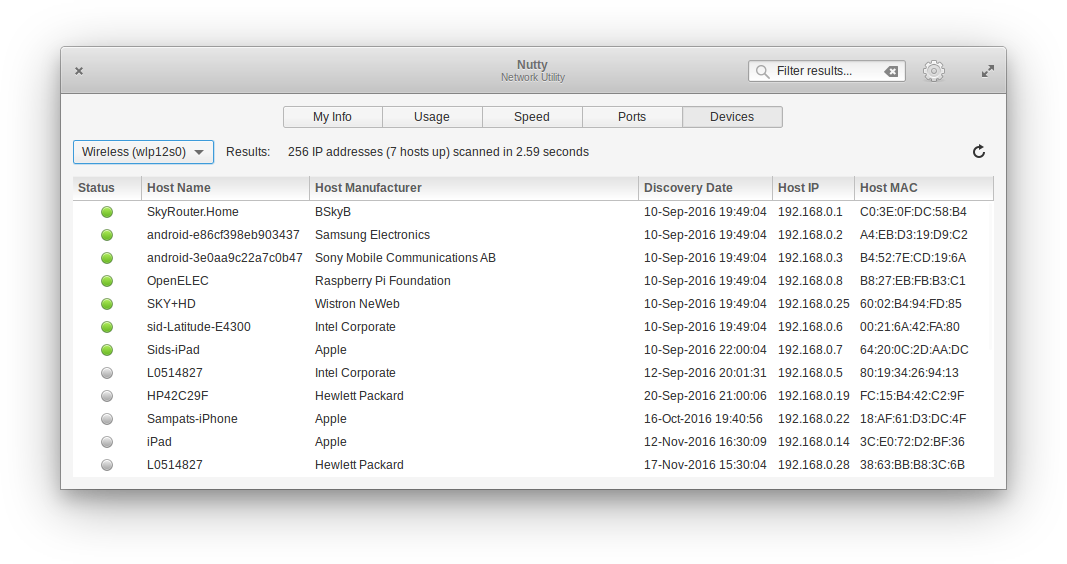 Nutty
Network Utility
Filter results...
My Info Usage Speed Ports Devices
Wireless (wlp12s0) Results: 256 IP addresses (7 hosts up) scanned in 2.59 seconds
Status Host Name Host Manufacturer Discovery Date Host IP Host MAC
SkyRouter.Home BSkyB 10-Sep-2016 19:49:04 192.168.0.1 C0:3E:0F:DC:58:B4
android-e86cf398eb903437 Samsung Electronics 10-Sep-2016 19:49:04 192.168.0.2 A4:EB:D3:19:D9:C2
android-3e0aa9c22a7c0b47 Sony Mobile Communications AB 10-Sep-2016 19:49:04 192.168.0.3 B4:52:7E:CD:19:6A
OpenELEC Raspberry Pi Foundation 10-Sep-2016 19:49:04 192.168.0.8 B8:27:EB:FB:B3:C1
SKY+HD Wistron NeWeb 10-Sep-2016 19:49:04 192.168.0.25 60:02:B4:94:FD:85
sid-Latitude-E4300 Intel Corporate 10-Sep-2016 19:49:04 192.168.0.6 00:21:6A:42:FA:80
Sids-iPad Apple 10-Sep-2016 22:00:04 192.168.0.7 64:20:0C:2D:AA:DC
L0514827 Intel Corporate 12-Sep-2016 20:01:31 192.168.0.5 80:19:34:26:94:13
HP42C29F Hewlett Packard 20-Sep-2016 21:00:06 192.168.0.19 FC:15:B4:42:C2:9F
Sampats-iPhone Apple 16-Oct-2016 19:40:56 192.168.0.22 18:AF:61:D3:DC:4F
iPad Apple 12-Nov-2016 16:30:09 192.168.0.14 3C:E0:72:D2:BF:36
L0514827 Hewlett Packard 17-Nov-2016 15:30:04 192.168.0.28 38:63:BB:B8:3C:6B